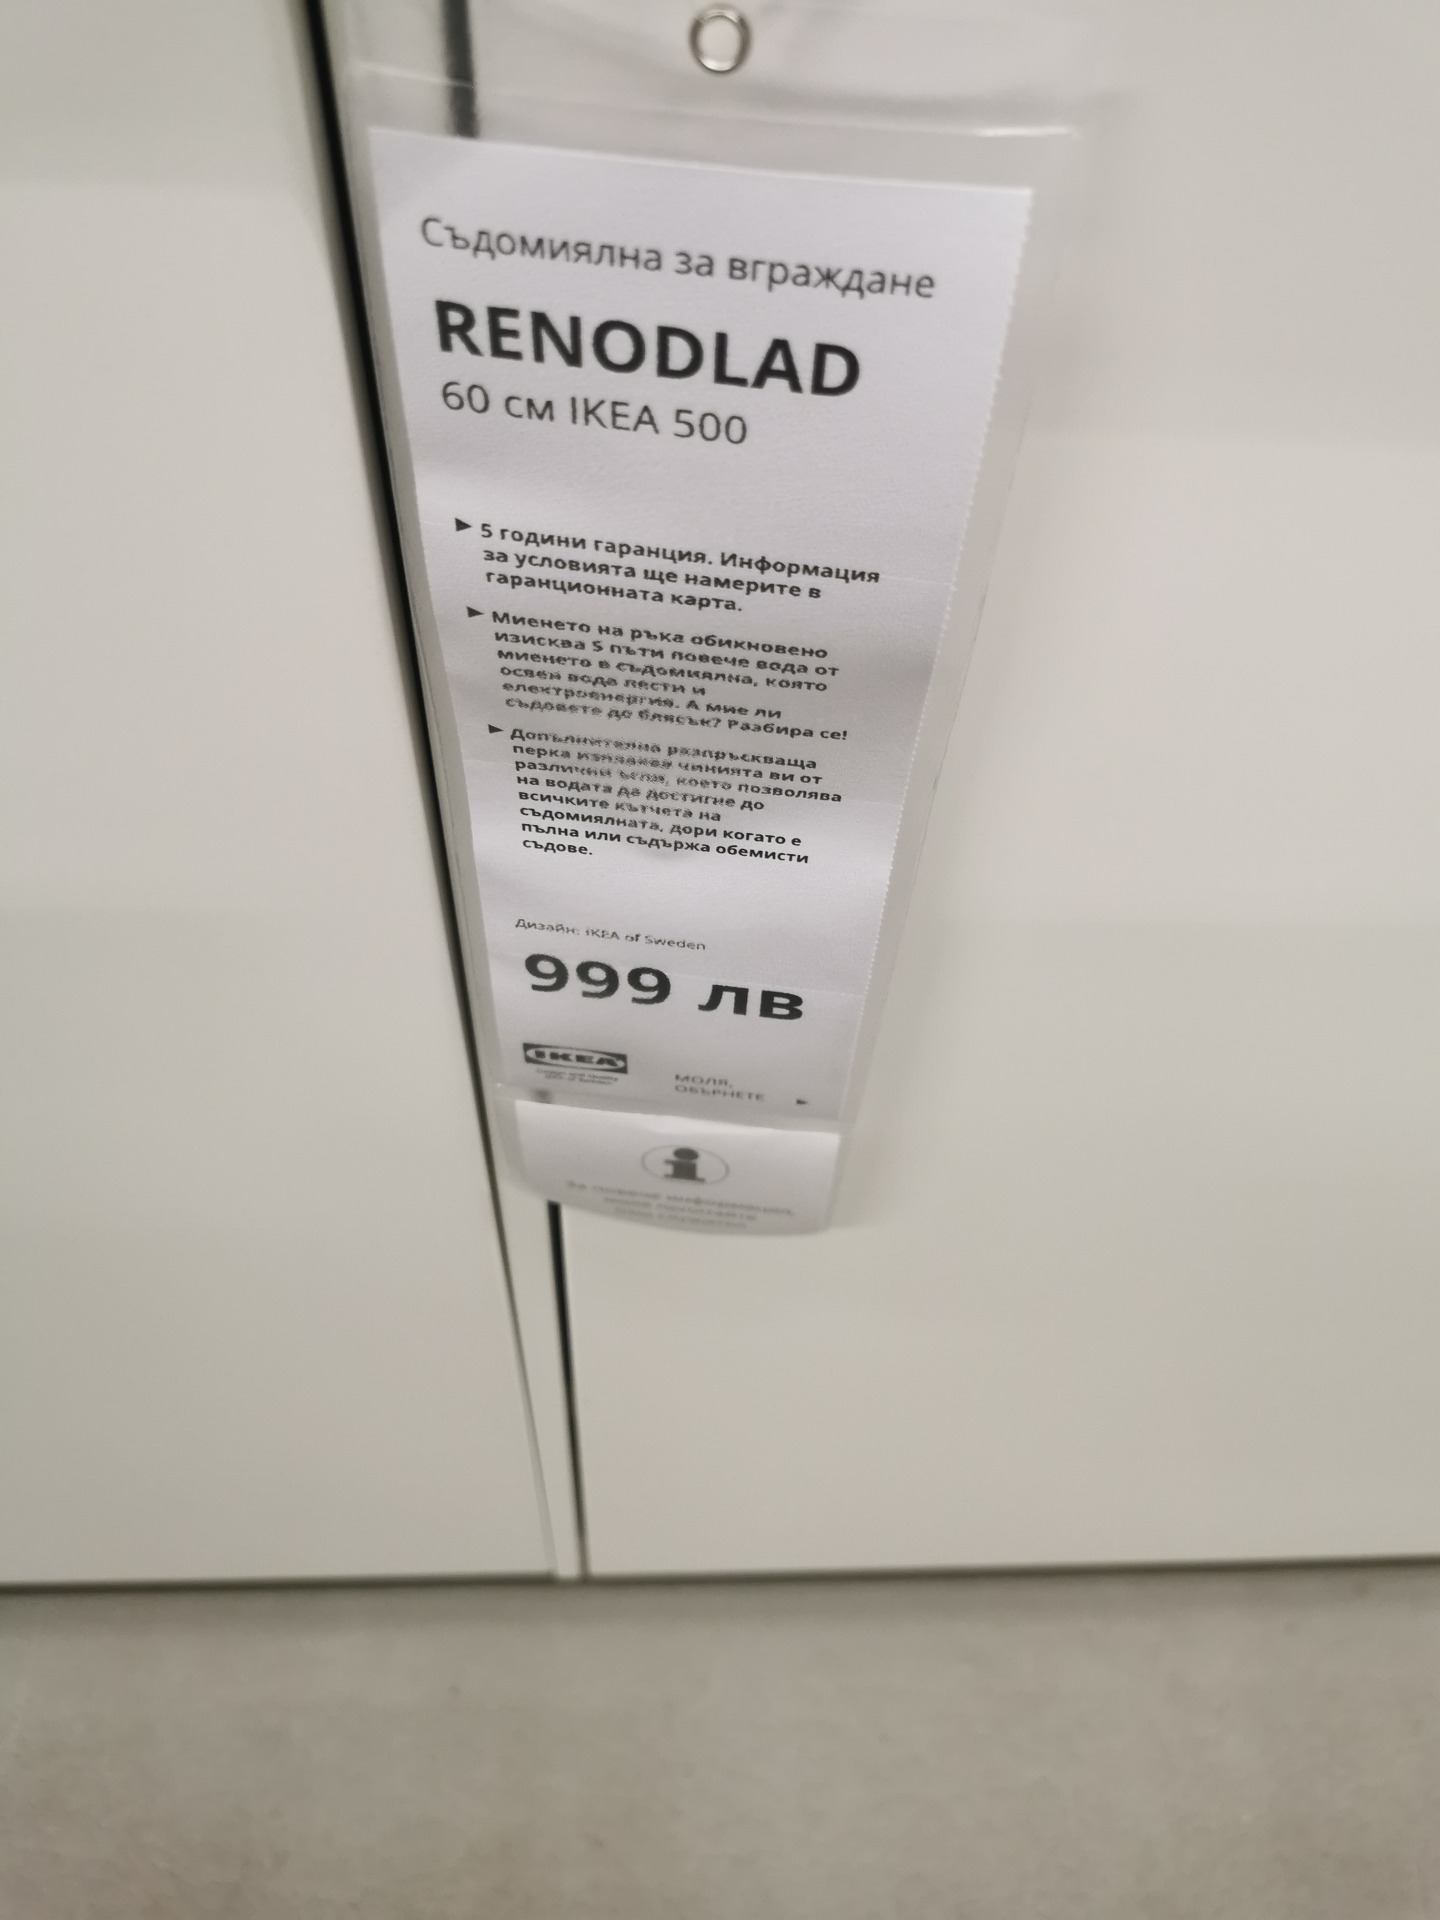 Съдомиялна за вграждане
RENODLAD
60 см IKEA 500
► 5 години гаранция. Информация
за условията ще намерите в
гаранционната карта.
► Миенето на ръка обикновено
изисква 5 пъти повече вода от
миенето в съдомиялна, която
освен вода пести и
електроенергия. А мие ли
съдовете до блясък? Разбира се!
► Допълнителна разпръскваща
перка изплаква чинията ви от
различни ъгли, което позволява
на водата да достигне до
всичките кътчета на
съдомиялната, дори когато е
пълна или съдържа обемисти
съдове.
Дизайн: IKEA of Sweden
999 лв
IKEA
МОЛЯ,
ОБЪРНЕТЕ ►
i
За повече информация,